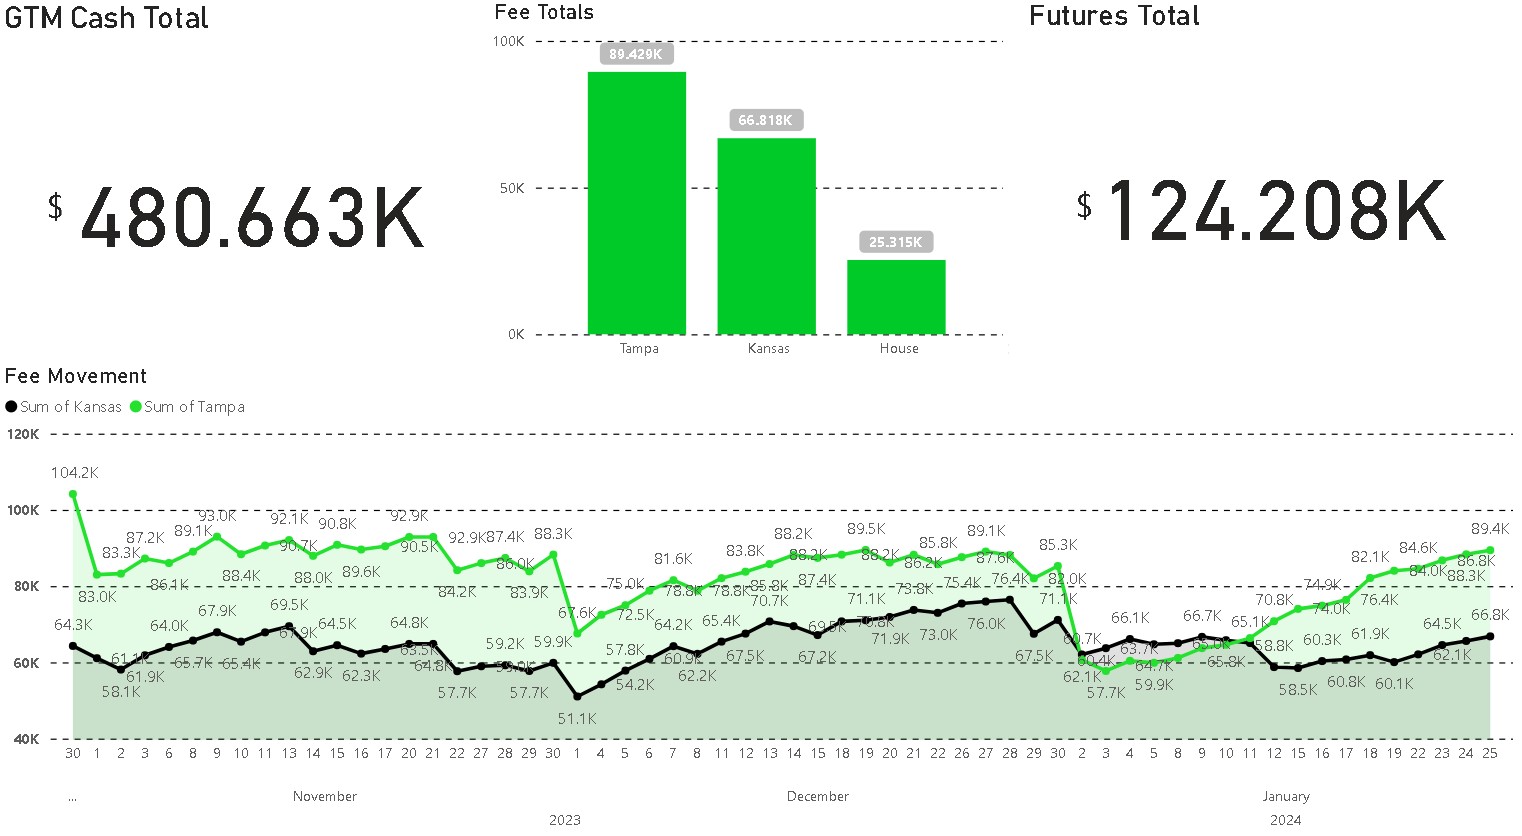 GTM Cash Total
$ 480.663K
Fee Totals
100K
89.429K
66.818K
50K
25.315K
0K
Tampa Kansas House
Futures Total
$ 124.208K
Fee Movement
Sum of Kansas Sum of Tampa
120K
104.2K
100K
93.0K 92.1K 90.8K 92.9K 88.2K 89.5K 89.1K 89.4K
83.3K 87.2K 89.1K 90.7K 90.5K 92.9K 87.4K 88.3K 81.6K 83.8K 88.2K 88.2K 86.2K 85.8K 87.6K 85.3K 82.1K 84.6K 86.8K
83.0K 86.1K 88.4K 88.0K 89.6K 84.2K 86.0K 83.9K 75.0K 78.8K 78.8K 85.8K 87.4K 73.8K 75.4K 76.4K 82.0K 74.9K 84.0K 88.3K
80K
64.3K 64.0K 67.9K 69.5K 64.5K 64.8K 67.6K 72.5K 64.2K 65.4K 70.7K 71.1K 71.1K 66.1K 66.7K 65.1K 70.8K 74.0K 76.4K 66.8K
61.1K 61.9K 65.7K 65.4K 67.9K 62.9K 62.3K 63.5K 64.8K 59.2K 59.9K 57.8K 60.9K 67.5K 69.5K 70.8K 71.9K 73.0K 76.0K 60.7K 63.7K 65.0K 58.8K 60.3K 61.9K 64.5K
60K
58.1K 57.7K 59.0K 57.7K 54.2K 62.2K 67.2K 67.5K 62.1K 60.4K 57.7K 64.7K 59.9K 65.8K 58.5K 60.8K 60.1K 62.1K
51.1K
40K
30 1 2 3 6 7 8 9 10 11 13 14 15 16 17 20 21 22 27 28 29 30 1 4 5 6 7 8 11 12 13 14 15 18 19 20 21 22 26 27 28 29 30 2 3 4 5 8 9 10 11 12 15 16 17 18 19 22 23 24 25
... November December January
2023 2024